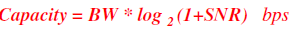 Capacity = BW * log 2 (1+SNR) bps